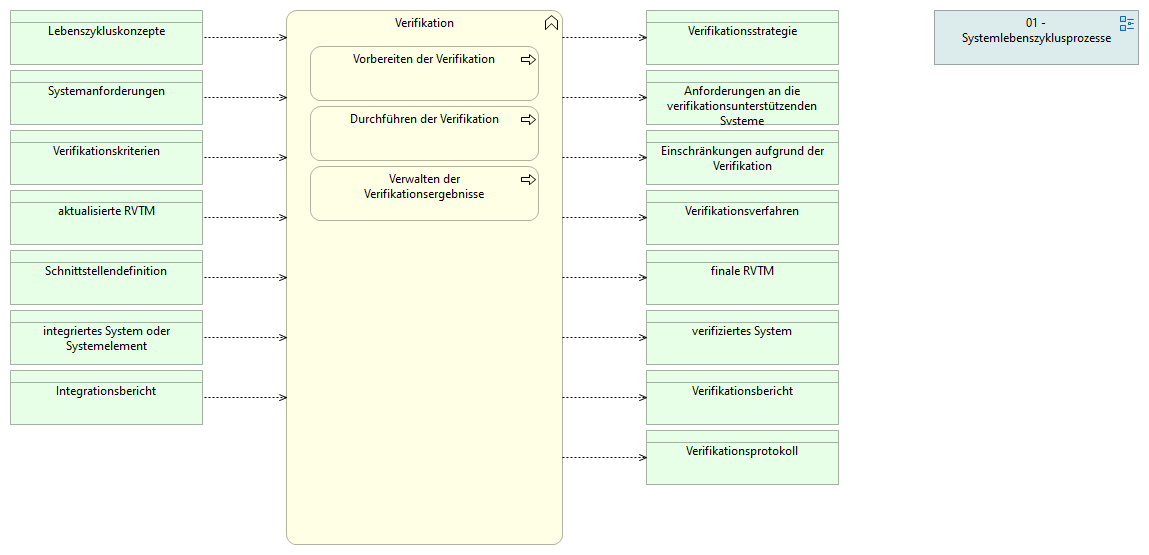 Lebenszykluskonzepte
Systemanforderungen
Verifikationskriterien
aktualisierte RVTM
Schnittstellendefinition
integriertes System oder
Systemelement
Integrationsbericht
Verifikation
Vorbereiten der Verifikation
Durchführen der Verifikation
Verwalten der
Verifikationsergebnisse
Verifikationsstrategie
Anforderungen an die
verifikationsunterstützenden
Systeme
Einschränkungen aufgrund der
Verifikation
Verifikationsverfahren
finale RVTM
verifiziertes System
Verifikationsbericht
Verifikationsprotokoll
01 -
Systemlebenszyklusprozesse